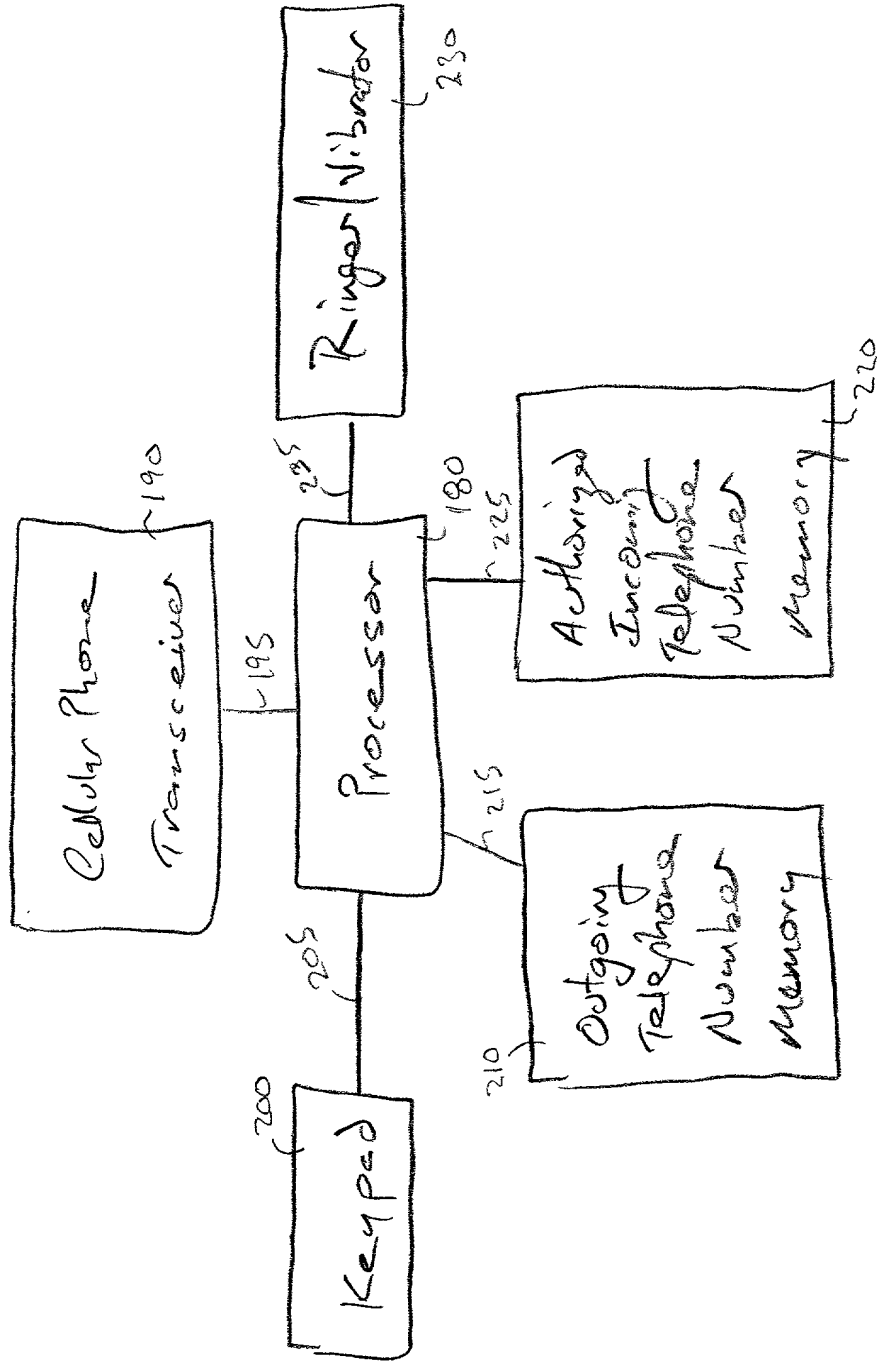 Cellular Phone
Transceiver
190
195
200
Keypad
205
Processor
180
235
Ringer/Vibrator
230
215
225
210
Outgoing
Telephone
Number
Memory
Authorized
Incoming
Telephone
Number
Memory
220